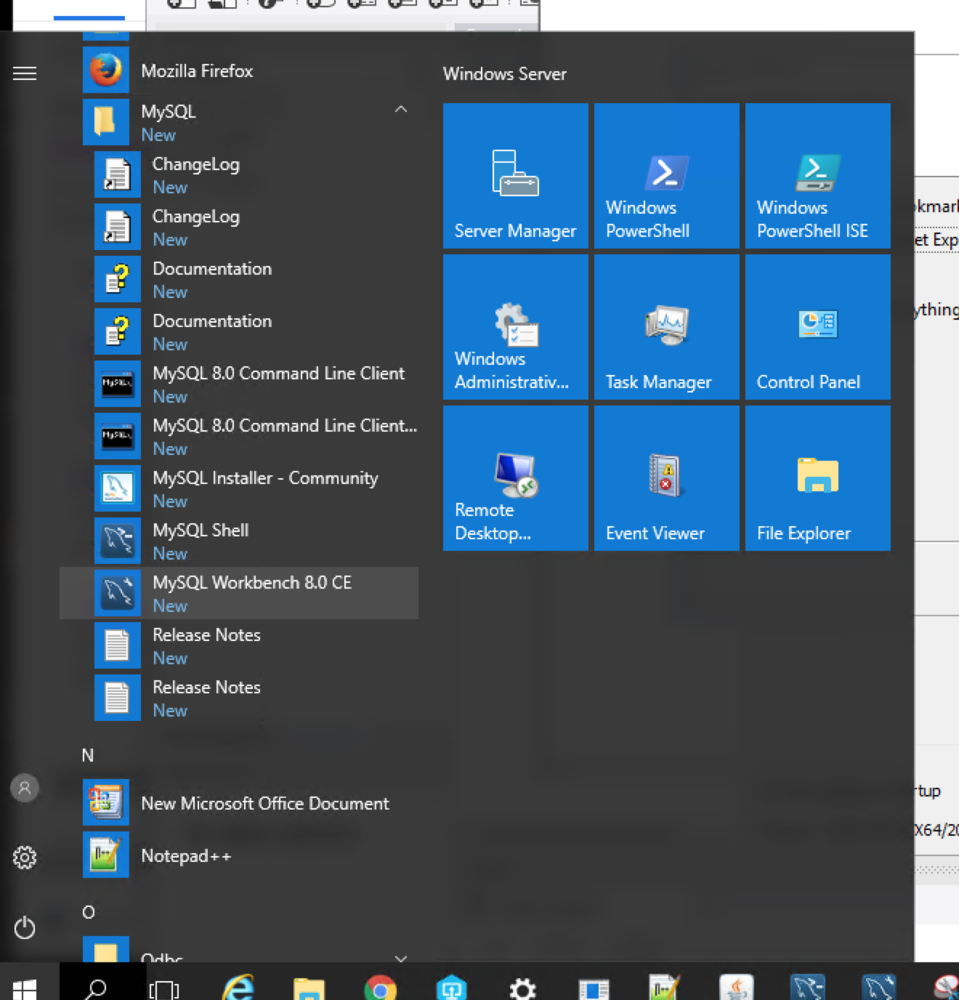 Mozilla Firefox
MySQL
New
ChangeLog
New
ChangeLog
New
Documentation
New
Documentation
New
MySQL 8.0 Command Line Client
New
MySQL 8.0 Command Line Client...
New
MySQL Installer - Community
New
MySQL Shell
New
MySQL Workbench 8.0 CE
New
Release Notes
New
Release Notes
New
N
New Microsoft Office Document
Notepad++
O
Odbc
Windows Server
Server Manager
Windows
PowerShell
Windows
PowerShell ISE
Windows
Administrativ...
Task Manager
Control Panel
Remote
Desktop...
Event Viewer
File Explorer
okmark
et Exp
ything
rtup
X64/20